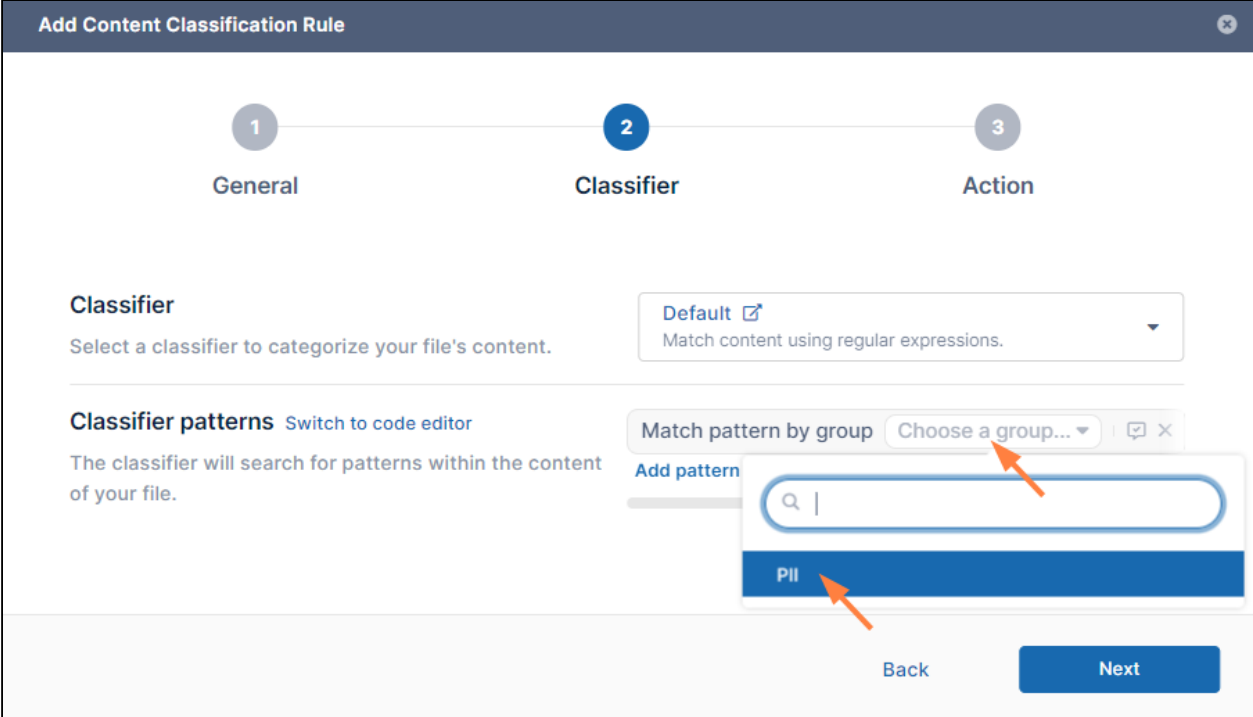 Add Content Classification Rule
1
2
3
General
Classifier
Action
Classifier
Select a classifier to categorize your file's content.
Default
Match content using regular expressions.
Classifier patterns Switch to code editor
The classifier will search for patterns within the content
of your file.
Match pattern by group Choose a group...
Add pattern
PII
Back
Next